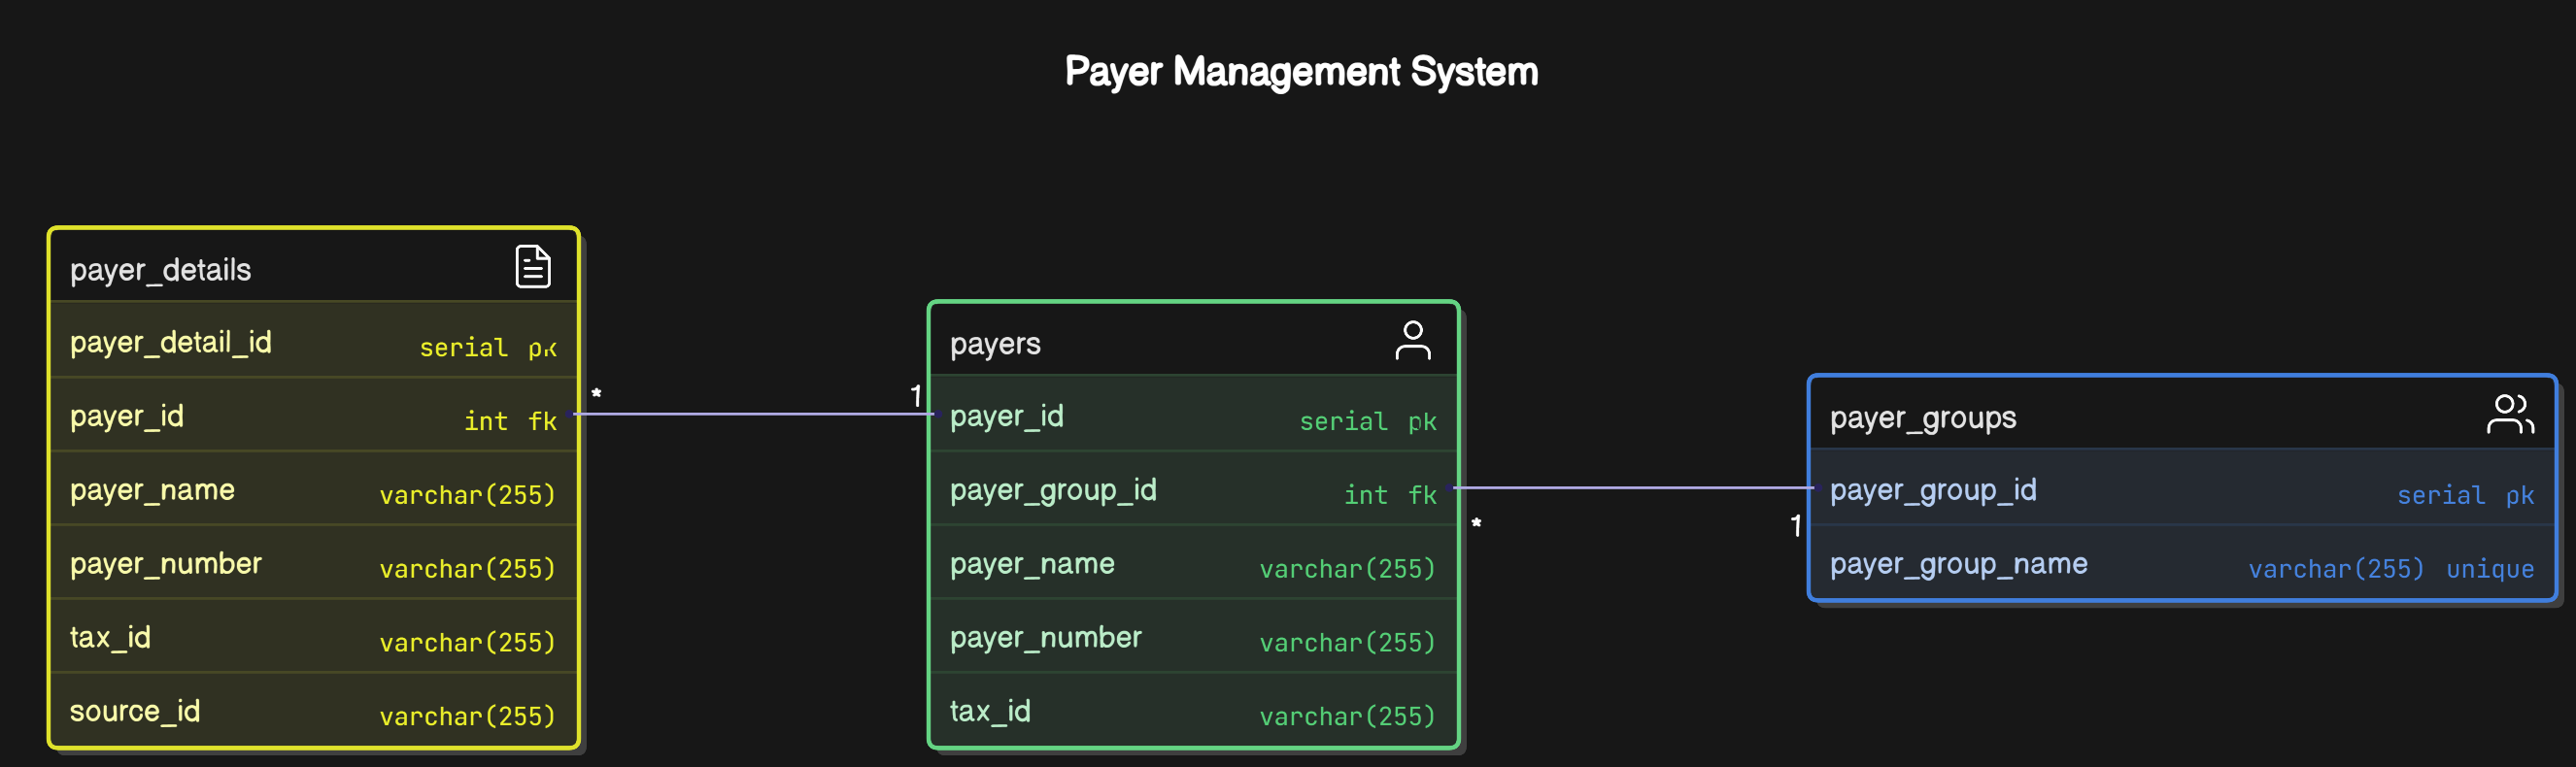 Payer Management System
payer_details
payer_detail_id serial pk
payer_id int fk
payer_name varchar(255)
payer_number varchar(255)
tax_id varchar(255)
source_id varchar(255)
* 1
payers
payer_id serial pk
payer_group_id int fk
payer_name varchar(255)
payer_number varchar(255)
tax_id varchar(255)
* 1
payer_groups
payer_group_id serial pk
payer_group_name varchar(255) unique